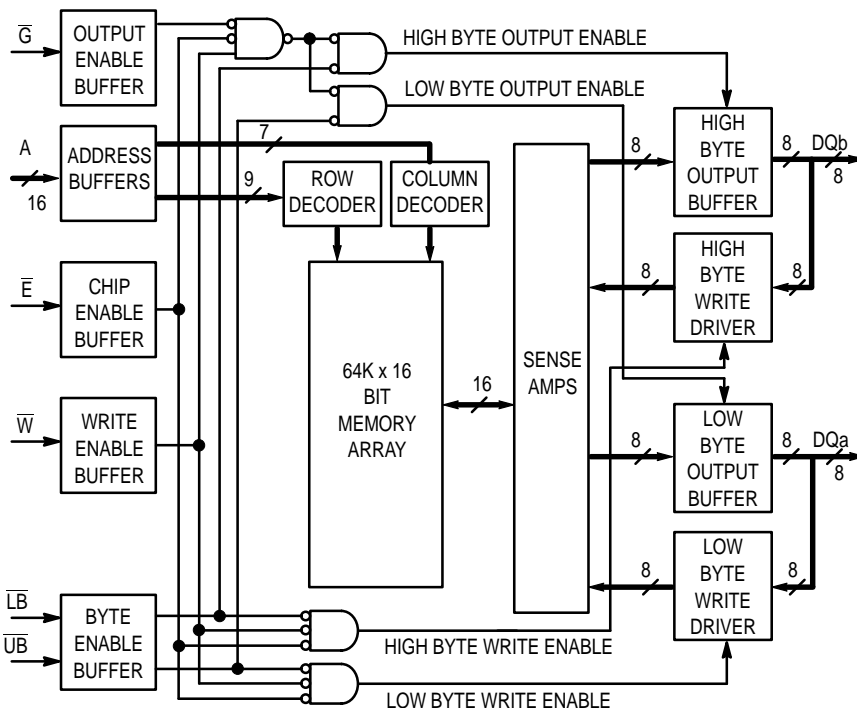 G̅
OUTPUT
ENABLE
BUFFER
HIGH BYTE OUTPUT ENABLE
LOW BYTE OUTPUT ENABLE
A
16
ADDRESS
BUFFERS
7
9
ROW
DECODER
COLUMN
DECODER
E̅
CHIP
ENABLE
BUFFER
W̅
WRITE
ENABLE
BUFFER
L̅B̅
U̅B̅
BYTE
ENABLE
BUFFER
64K x 16
BIT
MEMORY
ARRAY
16
SENSE
AMPS
8
HIGH
BYTE
OUTPUT
BUFFER
8
DQb
8
8
HIGH
BYTE
WRITE
DRIVER
8
8
LOW
BYTE
OUTPUT
BUFFER
8
DQa
8
8
LOW
BYTE
WRITE
DRIVER
8
HIGH BYTE WRITE ENABLE
LOW BYTE WRITE ENABLE